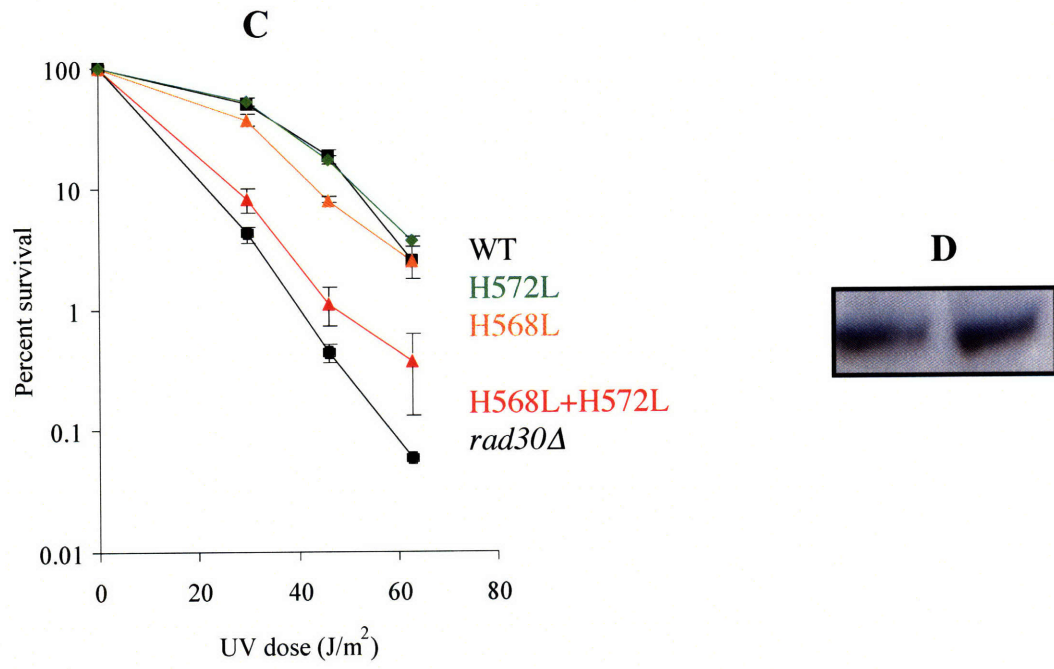 C
100
10
1
0.1
0.01
Percent survival
0
20
40
60
80
UV dose (J/m²)
WT
H572L
H568L
H568L+H572L
rad30Δ
D